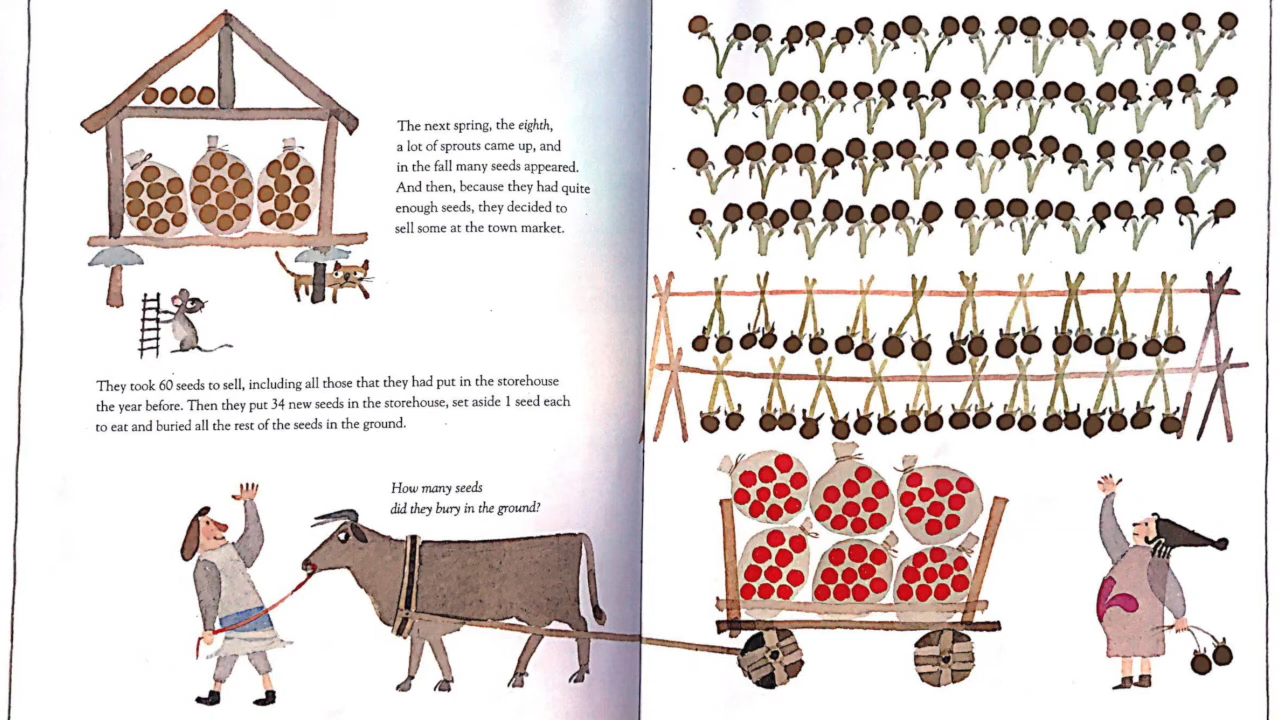 The next spring, the eighth,
a lot of sprouts came up, and
in the fall many seeds appeared.
And then, because they had quite
enough seeds, they decided to
sell some at the town market.
They took 60 seeds to sell, including all those that they had put in the storehouse
the year before. Then they put 34 new seeds in the storehouse, set aside 1 seed each
to eat and buried all the rest of the seeds in the ground.
How many seeds
did they bury in the ground?